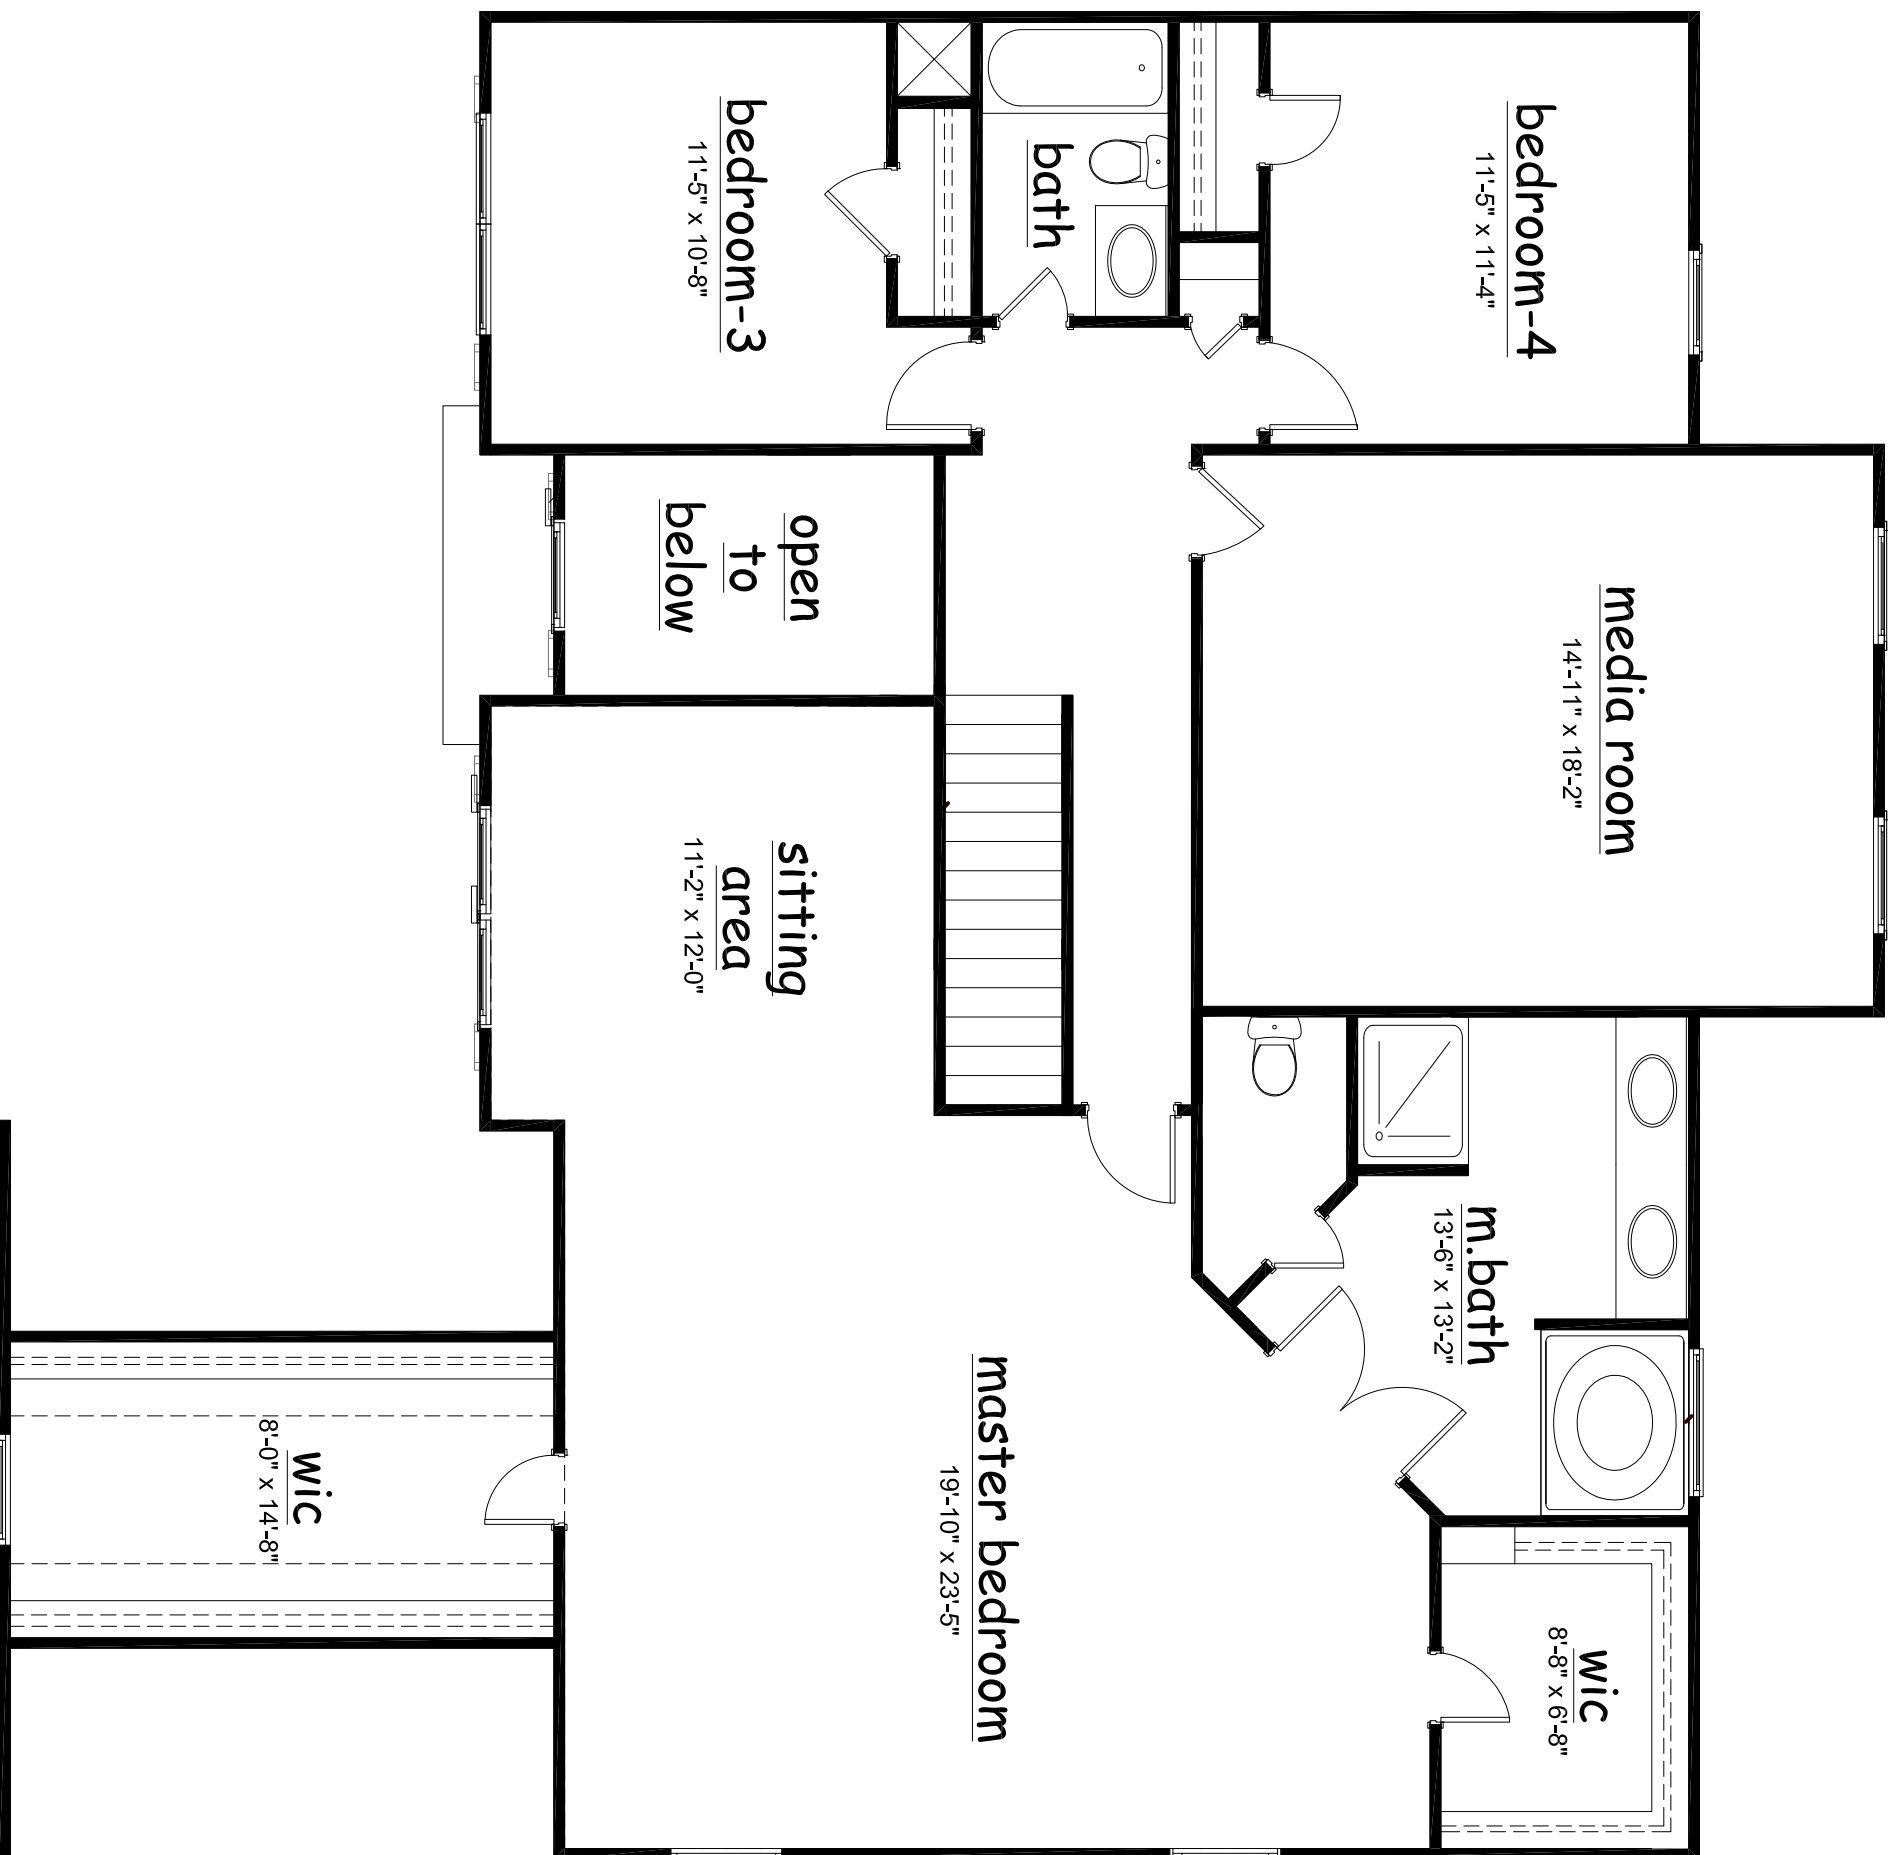 bedroom-4
11'-5" x 11'-4"
media room
14'-11" x 18'-2"
m.bath
13'-6" x 13'-2"
wic
8'-8" x 6'-8"
bath
bedroom-3
11'-5" x 10'-8"
open
to
below
sitting
area
11'-2" x 12'-0"
master bedroom
19'-10" x 23'-5"
wic
8'-0" x 14'-8"